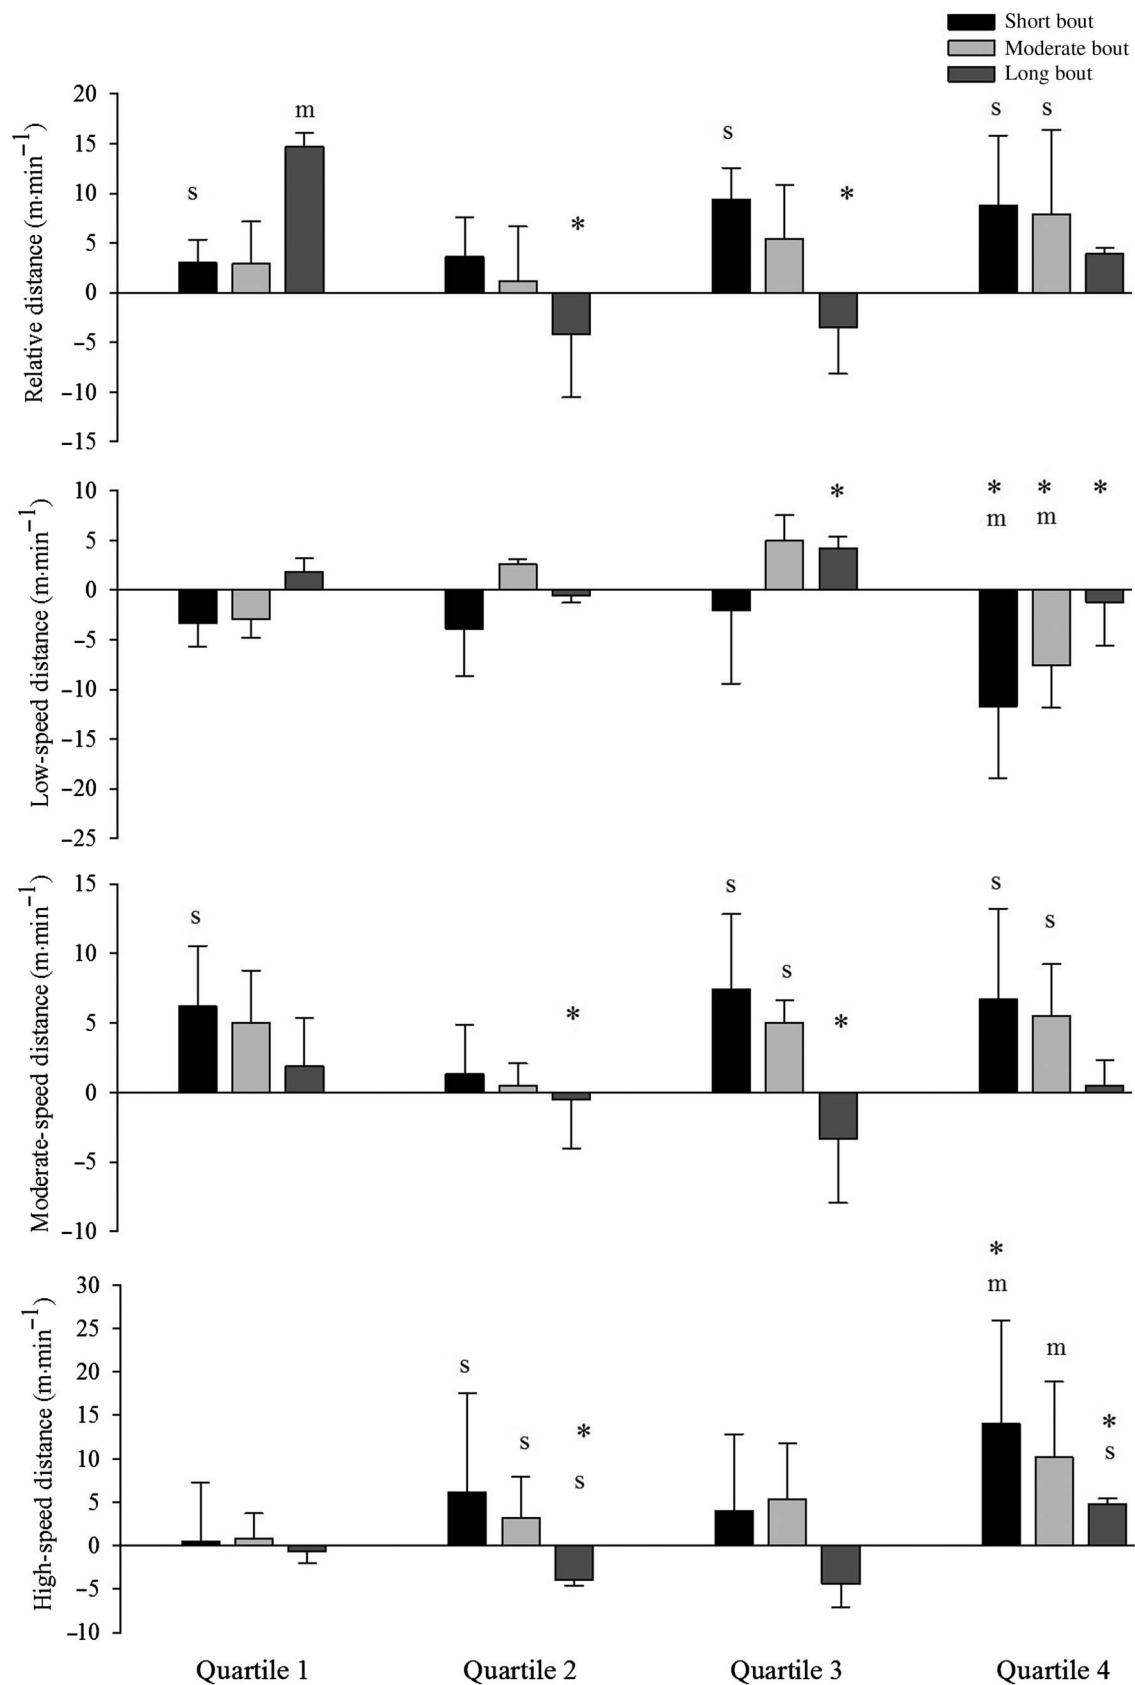 Short bout
Moderate bout
Long bout
Relative distance (m·min⁻¹)
20
15
10
5
0
−5
−10
−15
s
m
*
s
*
s
s
Low-speed distance (m·min⁻¹)
10
5
0
−5
−10
−15
−20
−25
*
* * *
m m
Moderate-speed distance (m·min⁻¹)
15
10
5
0
−5
−10
s
*
s
s
*
s
s
High-speed distance (m·min⁻¹)
30
25
20
15
10
5
0
−5
−10
s
s
*
s
*
m
m
*
s
Quartile 1 Quartile 2 Quartile 3 Quartile 4